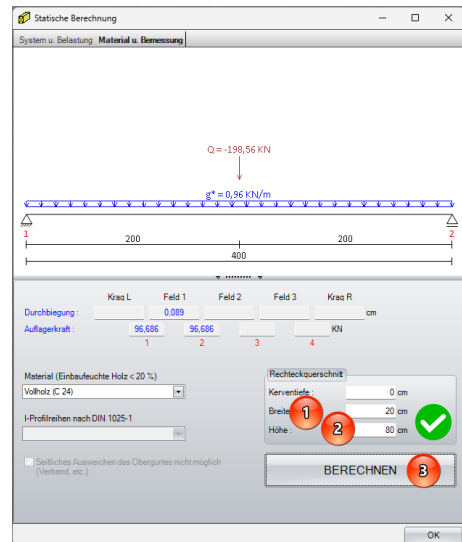 Statische Berechnung
System u. Belastung Material u. Bemessung
Q = -198,56 KN
g* = 0,96 KN/m
1 2
200 200
400
Krag L Feld 1 Feld 2 Feld 3 Krag R
Durchbiegung : 0,089 cm
Auflagerkraft : 96,686 96,686 KN
1 2 3 4
Material (Einbaufeuchte Holz < 20 %)
Vollholz (C 24)
I-Profilreihen nach DIN 1025-1
Seitliches Ausweichen des Obergurtes nicht möglich
(Verband, etc.)
Rechteckquerschnitt
Kerventiefe : 0 cm
Breite 1 20 cm
Höhe : 2 80 cm
BERECHNEN 3
OK